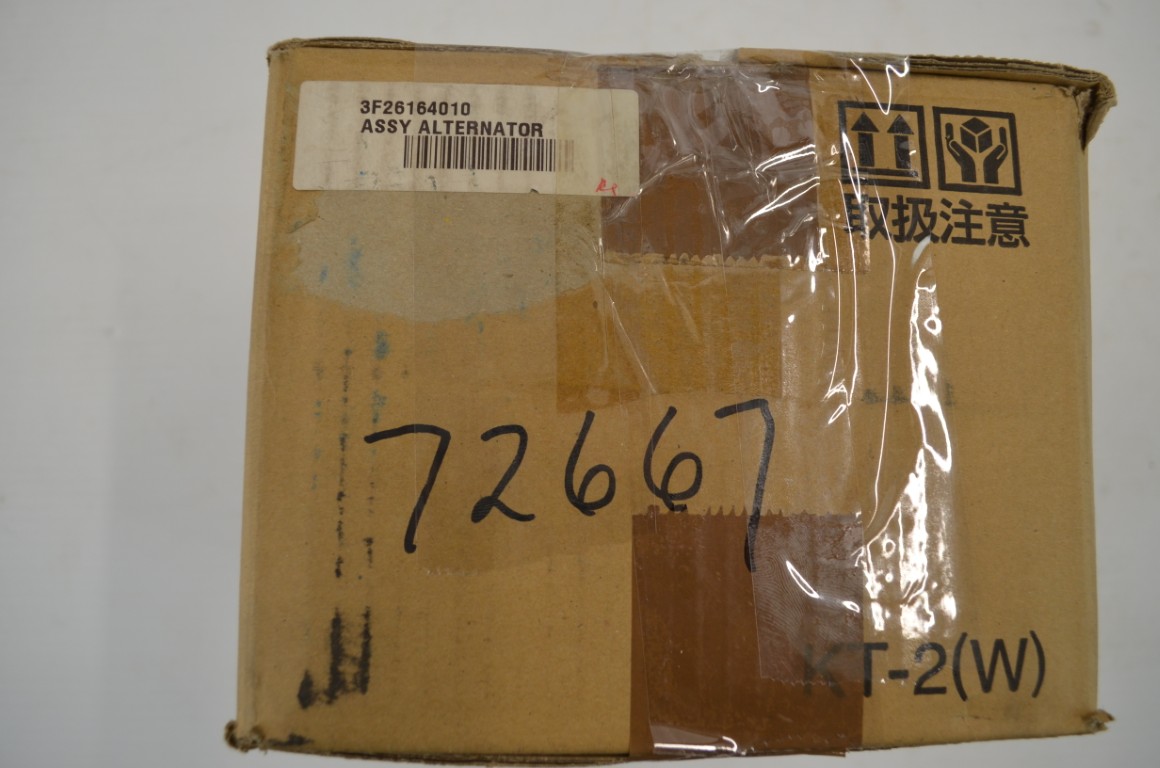 3F26164010
ASSY ALTERNATOR
取扱注意
72667
KT-2(W)